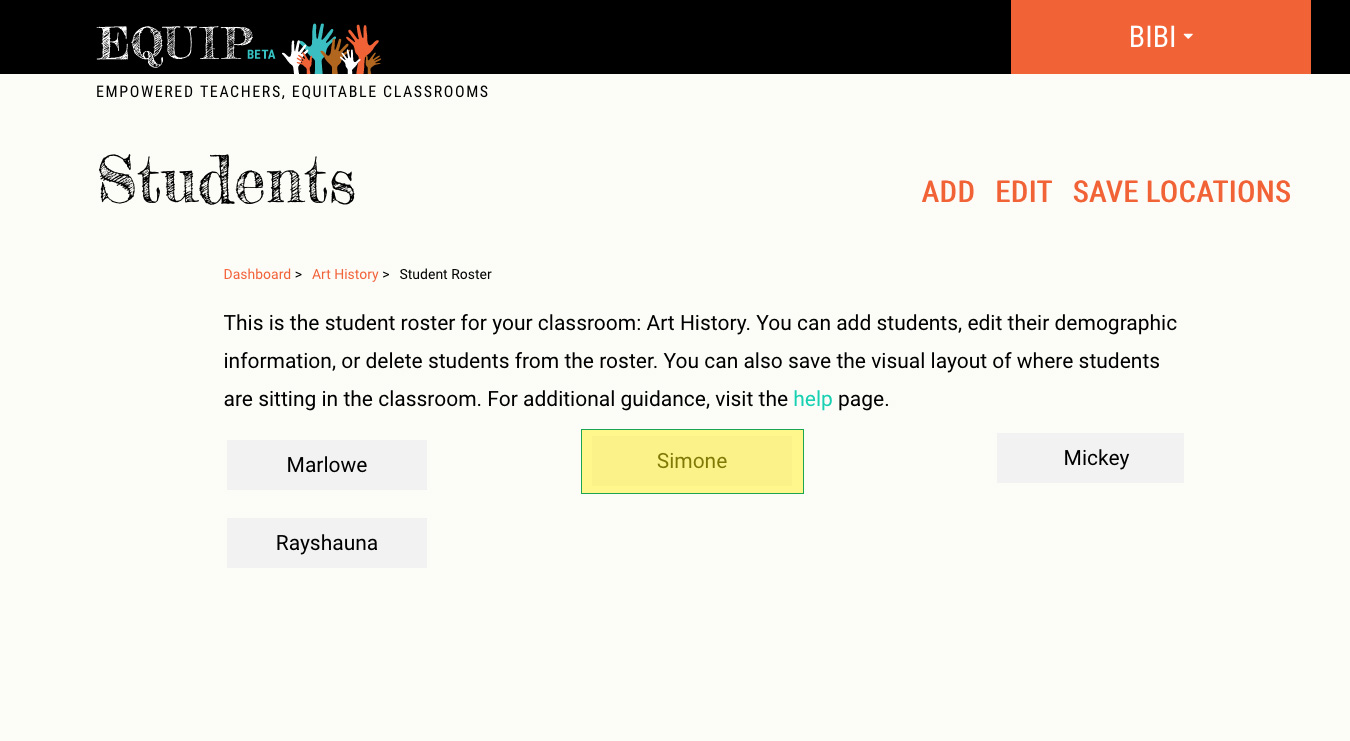 EQUIP BETA
BIBI
EMPOWERED TEACHERS, EQUITABLE CLASSROOMS
Students
ADD EDIT SAVE LOCATIONS
Dashboard > Art History > Student Roster
This is the student roster for your classroom: Art History. You can add students, edit their demographic
information, or delete students from the roster. You can also save the visual layout of where students
are sitting in the classroom. For additional guidance, visit the help page.
Marlowe
Simone
Mickey
Rayshauna